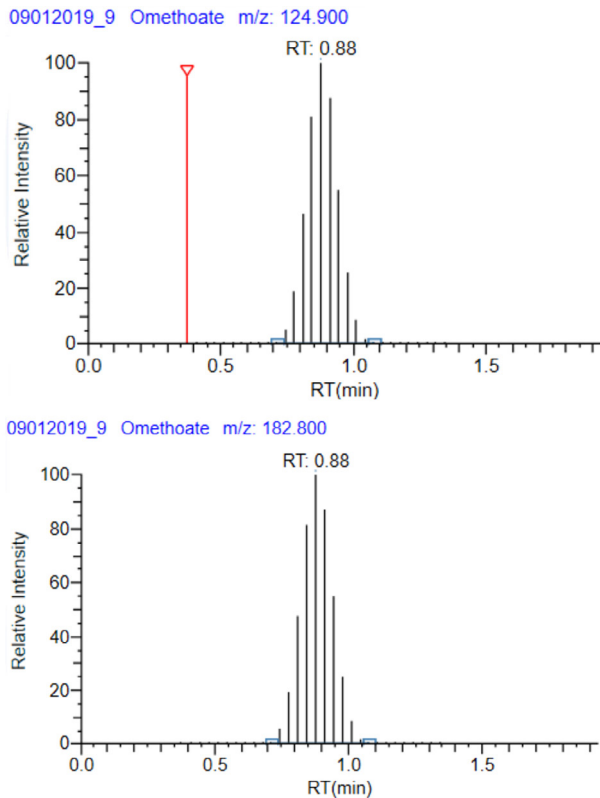 09012019_9 Omethoate m/z: 124.900
RT: 0.88
100
80
60
40
20
0
Relative Intensity
0.0 0.5 1.0 1.5
RT(min)
09012019_9 Omethoate m/z: 182.800
RT: 0.88
100
80
60
40
20
0
Relative Intensity
0.0 0.5 1.0 1.5
RT(min)